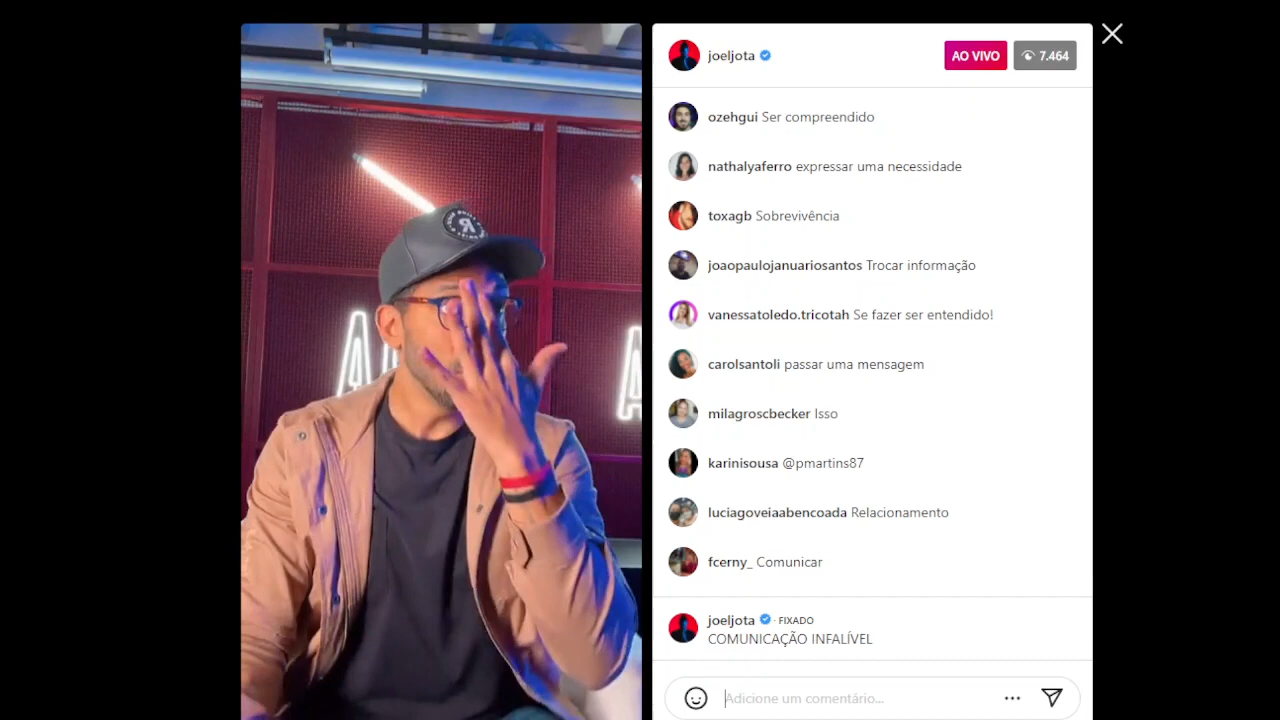 joeljota
AO VIVO
7.464
ozehgui Ser compreendido
nathalyaferro expressar uma necessidade
toxagb Sobrevivência
joaopaulojanuariosantos Trocar informação
vanessatoledo.tricotah Se fazer ser entendido!
carolsantoli passar uma mensagem
milagroscbecker Isso
karinisousa @pmartins87
luciagoveiaabencoada Relacionamento
fcerny_ Comunicar
joeljota · FIXADO
COMUNICAÇÃO INFALÍVEL
Adicione um comentário...